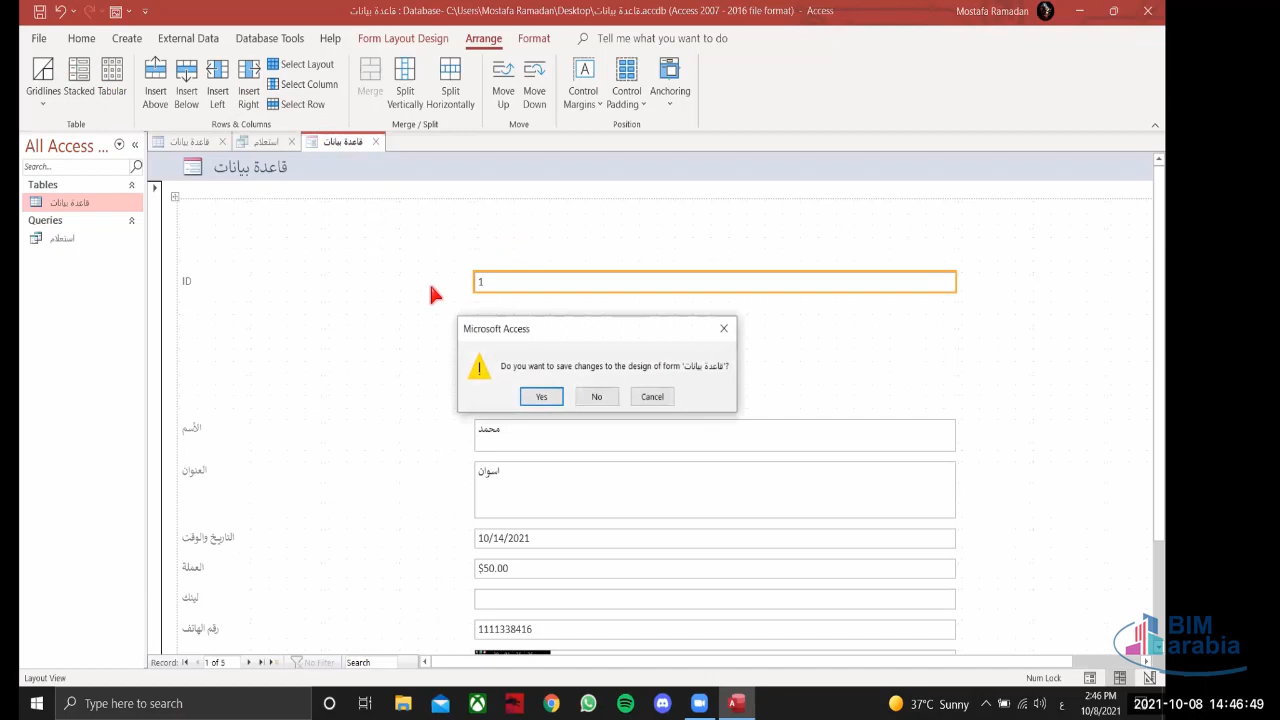 قاعدة بيانات : Database- C:\Users\Mostafa Ramadan\Desktop\قاعدة بيانات.accdb (Access 2007 - 2016 file format) - Access
Mostafa Ramadan
File Home Create External Data Database Tools Help Form Layout Design Arrange Format Tell me what you want to do
Gridlines Stacked Tabular
Insert Above Insert Below Insert Left Insert Right
Select Layout
Select Column
Select Row
Merge Split Vertically Split Horizontally
Move Up Move Down
Control Margins Control Padding Anchoring
Table Rows & Columns Merge / Split Move Position
All Access ...
Search...
Tables
قاعدة بيانات
Queries
استعلام
قاعدة بيانات استعلام قاعدة بيانات
قاعدة بيانات
ID 1
Microsoft Access
Do you want to save changes to the design of form 'قاعدة بيانات'?
Yes No Cancel
الأسم محمد
العنوان اسوان
التاريخ والوقت 10/14/2021
العملة $50.00
لينك
رقم الهاتف 1111338416
Record: 1 of 5 No Filter Search
Layout View Num Lock
BIM
arabia
Type here to search
37°C Sunny
ع
2:46 PM
10/8/2021
2021-10-08 14:46:49